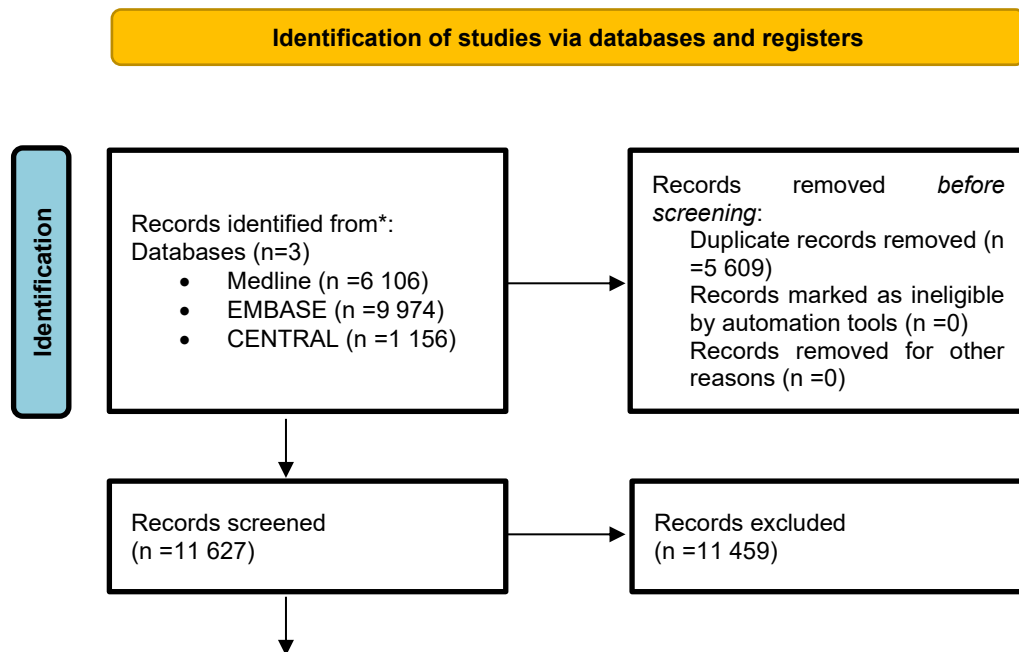 Identification of studies via databases and registers
Identification
Records identified from*:
Databases (n=3)
• Medline (n =6 106)
• EMBASE (n =9 974)
• CENTRAL (n =1 156)
Records removed before
screening:
Duplicate records removed (n
=5 609)
Records marked as ineligible
by automation tools (n =0)
Records removed for other
reasons (n =0)
Records screened
(n =11 627)
Records excluded
(n =11 459)